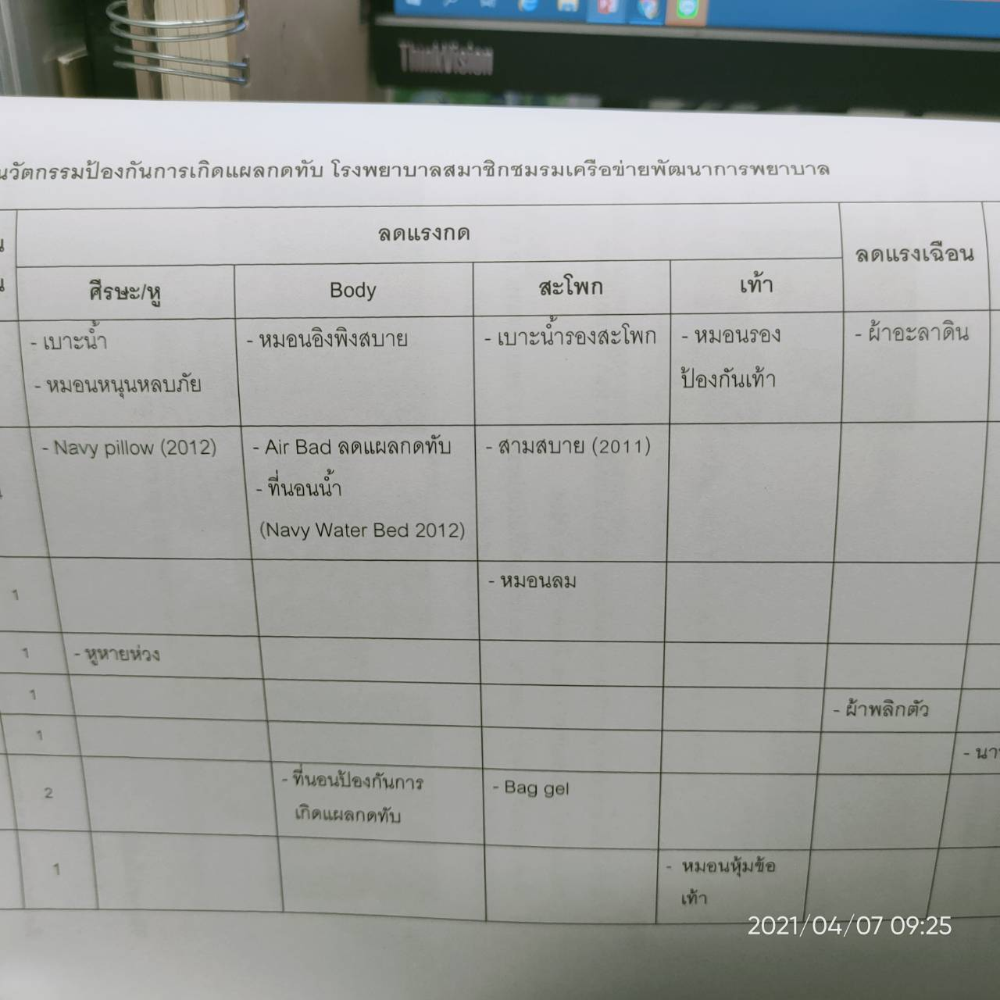 ThinkVision
นวัตกรรมป้องกันการเกิดแผลกดทับ โรงพยาบาลสมาชิกชมรมเครือข่ายพัฒนาการพยาบาล
ลดแรงกด
ลดแรงเฉือน
ศีรษะ/หู
Body
สะโพก
เท้า
- เบาะน้ำ
- หมอนหนุนหลบภัย
- หมอนอิงพิงสบาย
- เบาะน้ำรองสะโพก
- หมอนรอง
ป้องกันเท้า
- ผ้าอะลาดิน
- Navy pillow (2012)
- Air Bad ลดแผลกดทับ
- ที่นอนน้ำ
(Navy Water Bed 2012)
- สามสบาย (2011)
1
- หมอนลม
1
- หูหายห่วง
1
- ผ้าพลิกตัว
1
2
- ที่นอนป้องกันการ
เกิดแผลกดทับ
- Bag gel
1
- หมอนหุ้มข้อ
เท้า
2021/04/07 09:25